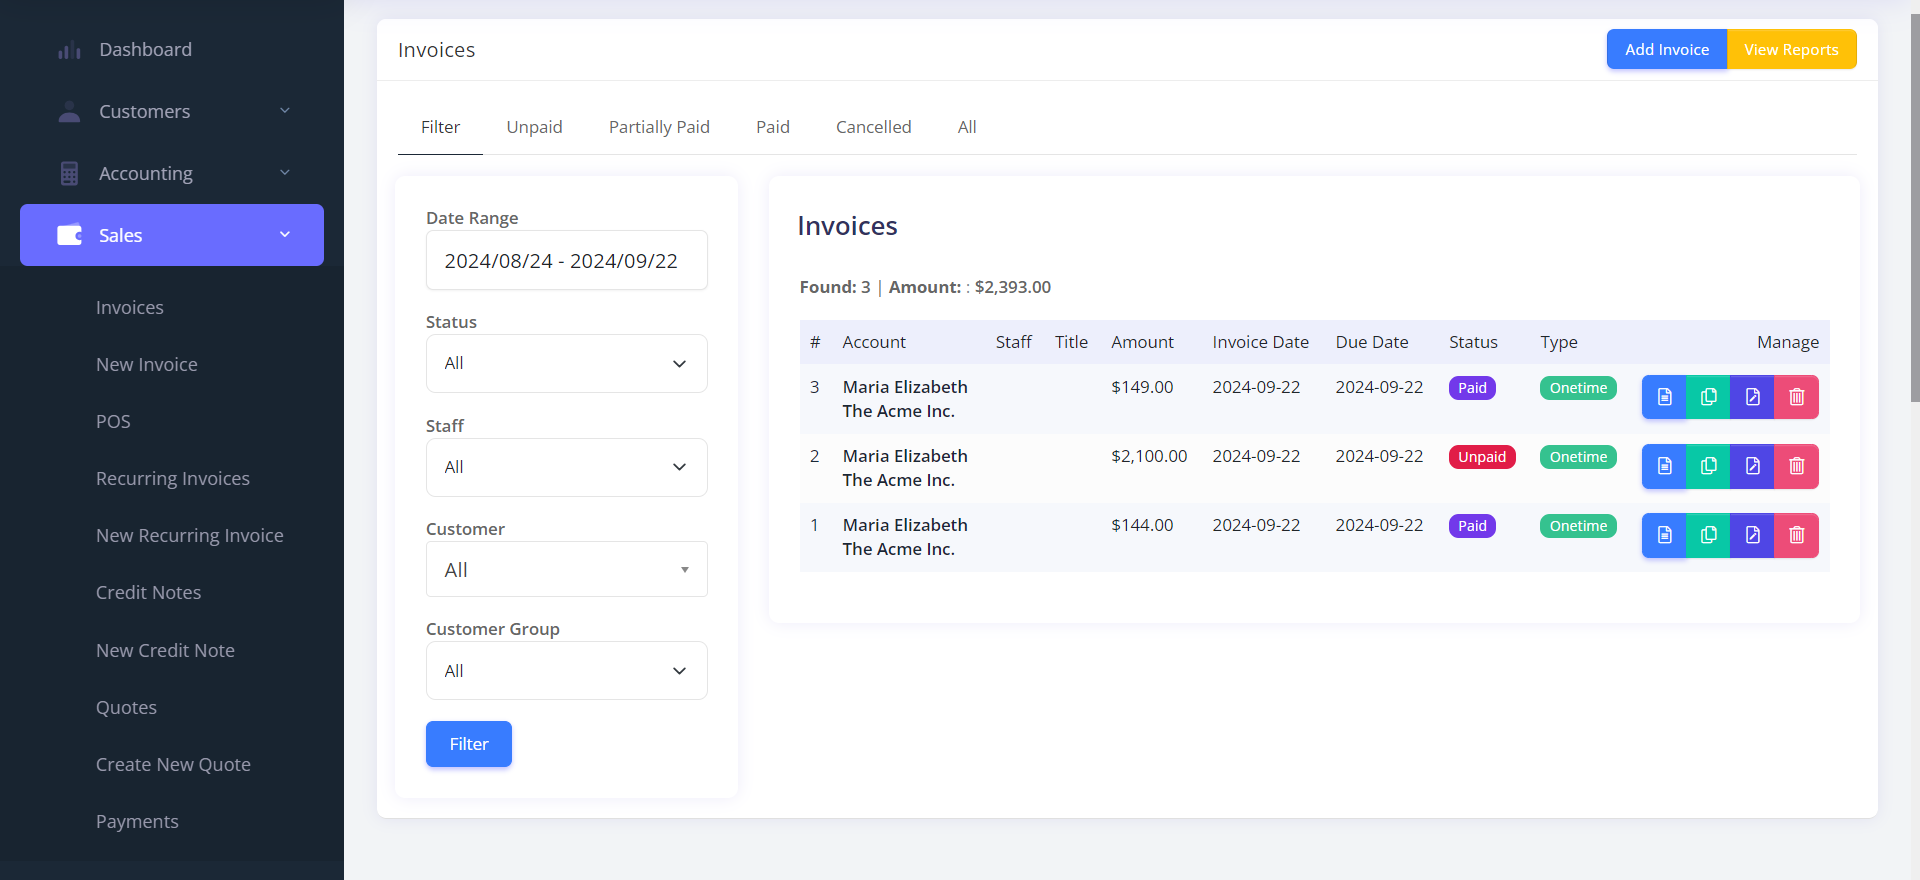 Dashboard
Customers
Accounting
Sales
Invoices
New Invoice
POS
Recurring Invoices
New Recurring Invoice
Credit Notes
New Credit Note
Quotes
Create New Quote
Payments
Invoices
Add Invoice View Reports
Filter Unpaid Partially Paid Paid Cancelled All
Date Range
2024/08/24 - 2024/09/22
Status
All
Staff
All
Customer
All
Customer Group
All
Filter
Invoices
Found: 3 | Amount: : $2,393.00
# Account Staff Title Amount Invoice Date Due Date Status Type Manage
3 Maria Elizabeth $149.00 2024-09-22 2024-09-22 Paid Onetime
The Acme Inc.
2 Maria Elizabeth $2,100.00 2024-09-22 2024-09-22 Unpaid Onetime
The Acme Inc.
1 Maria Elizabeth $144.00 2024-09-22 2024-09-22 Paid Onetime
The Acme Inc.